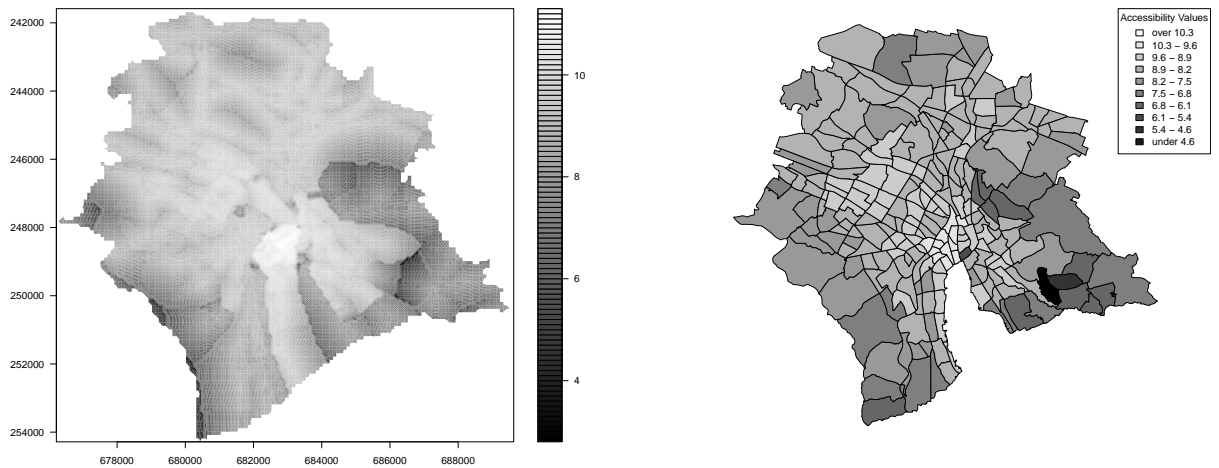 242000
244000
246000
248000
250000
252000
254000
678000 680000 682000 684000 686000 688000
10
8
6
4
Accessibility Values
over 10.3
10.3 – 9.6
9.6 – 8.9
8.9 – 8.2
8.2 – 7.5
7.5 – 6.8
6.8 – 6.1
6.1 – 5.4
5.4 – 4.6
under 4.6